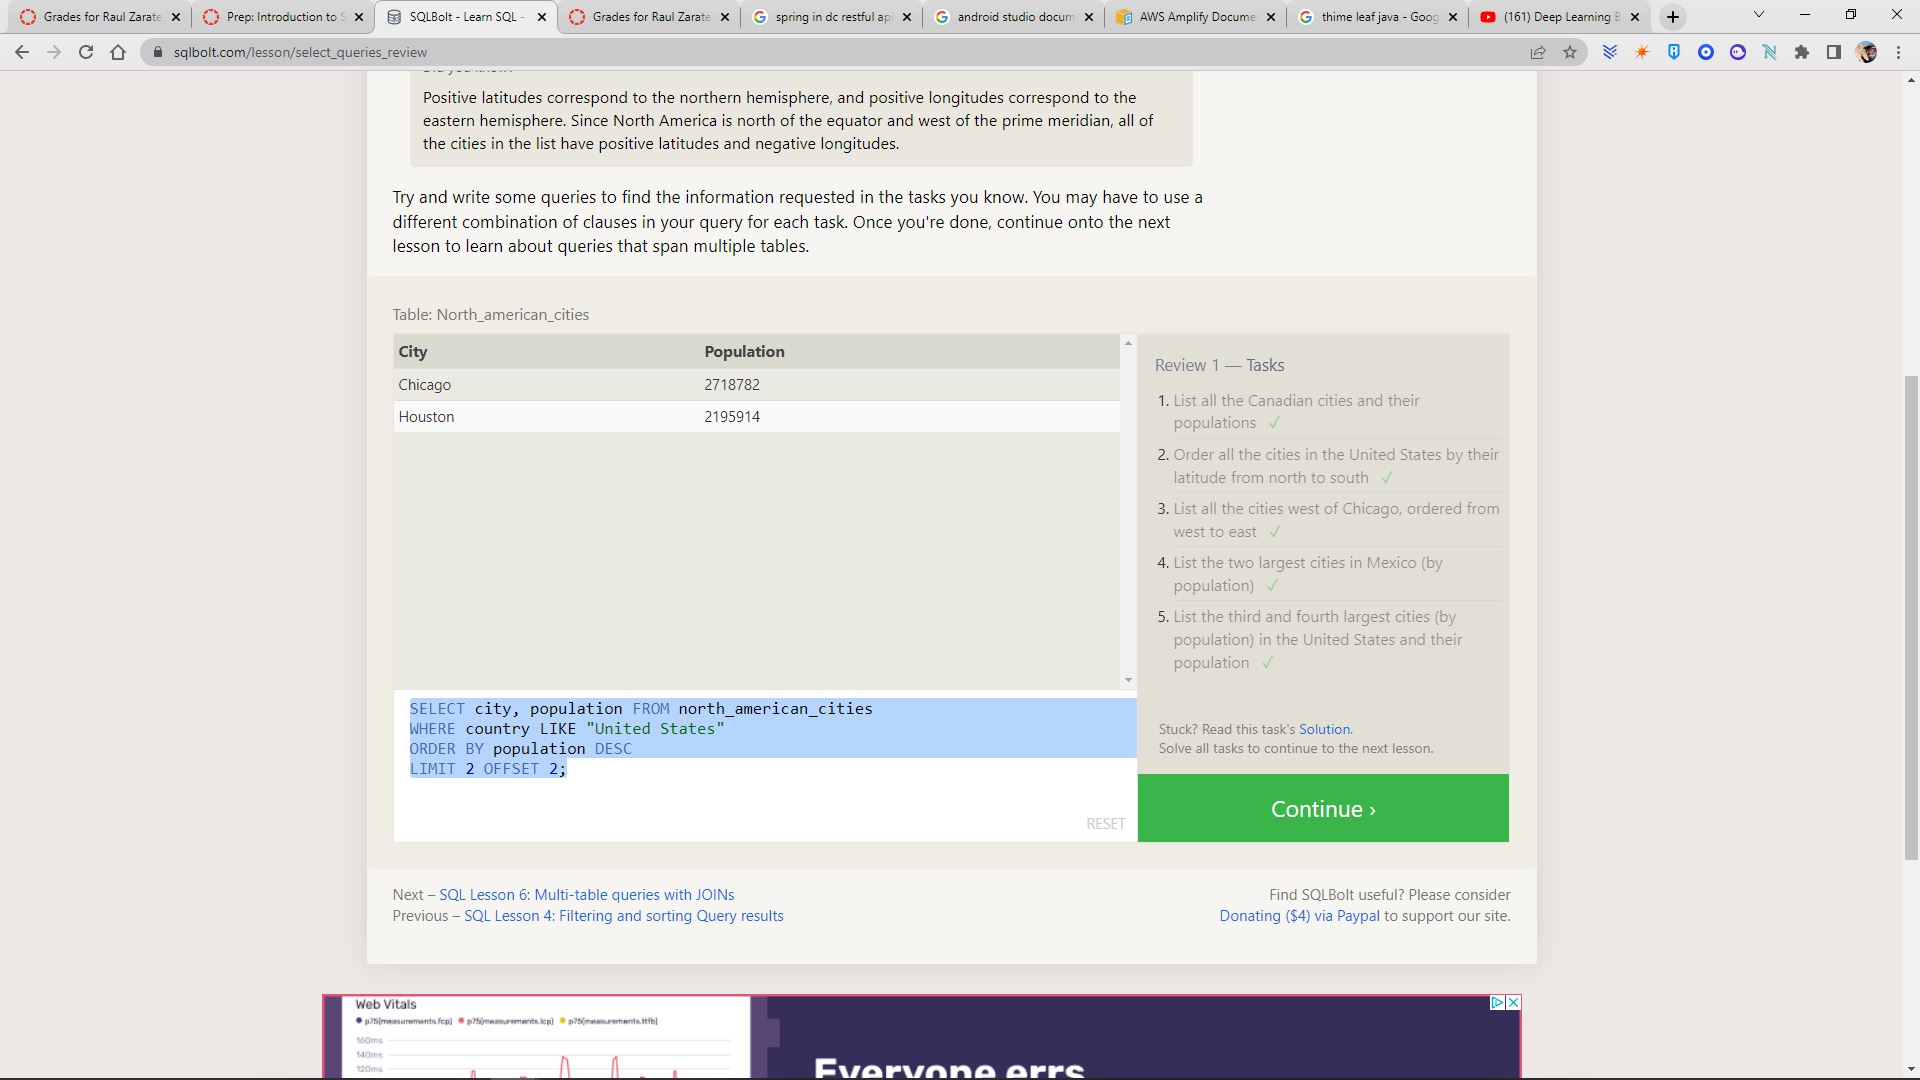 Grades for Raul Zarate
Prep: Introduction to S
SQLBolt - Learn SQL -
Grades for Raul Zarate
spring in dc restful api
android studio docum
AWS Amplify Docume
thime leaf java - Goog
(161) Deep Learning B
sqlbolt.com/lesson/select_queries_review
Positive latitudes correspond to the northern hemisphere, and positive longitudes correspond to the
eastern hemisphere. Since North America is north of the equator and west of the prime meridian, all of
the cities in the list have positive latitudes and negative longitudes.
Try and write some queries to find the information requested in the tasks you know. You may have to use a
different combination of clauses in your query for each task. Once you're done, continue onto the next
lesson to learn about queries that span multiple tables.
Table: North_american_cities
City Population
Chicago 2718782
Houston 2195914
SELECT city, population FROM north_american_cities
WHERE country LIKE "United States"
ORDER BY population DESC
LIMIT 2 OFFSET 2;
RESET
Review 1 — Tasks
1. List all the Canadian cities and their
populations ✓
2. Order all the cities in the United States by their
latitude from north to south ✓
3. List all the cities west of Chicago, ordered from
west to east ✓
4. List the two largest cities in Mexico (by
population) ✓
5. List the third and fourth largest cities (by
population) in the United States and their
population ✓
Stuck? Read this task's Solution.
Solve all tasks to continue to the next lesson.
Continue ›
Next – SQL Lesson 6: Multi-table queries with JOINs
Previous – SQL Lesson 4: Filtering and sorting Query results
Find SQLBolt useful? Please consider
Donating ($4) via Paypal to support our site.
Web Vitals
p75(measurements.fcp) p75(measurements.lcp) p75(measurements.ttfb)
160ms
140ms
120ms
Everyone errs